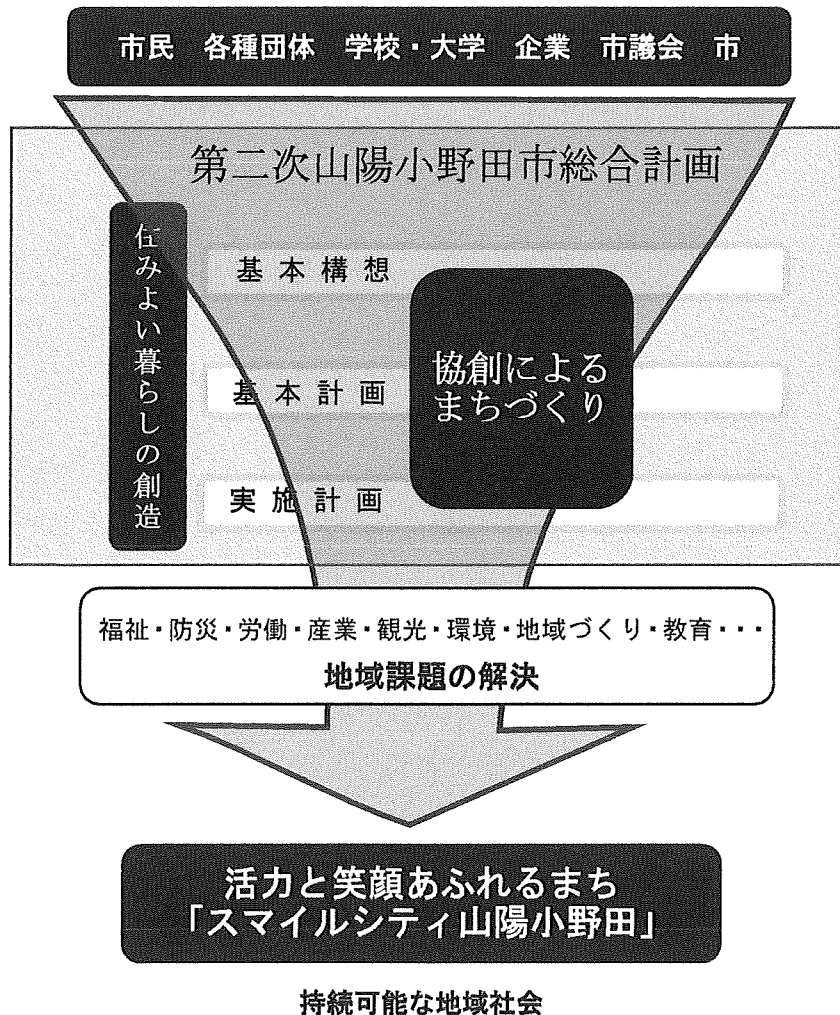 市民 各種団体 学校・大学 企業 市議会 市
第二次山陽小野田市総合計画
住みよい暮らしの創造
基本構想
基本計画
実施計画
協創による
まちづくり
福祉・防災・労働・産業・観光・環境・地域づくり・教育・・・
地域課題の解決
活力と笑顔あふれるまち
「スマイルシティ山陽小野田」
持続可能な地域社会